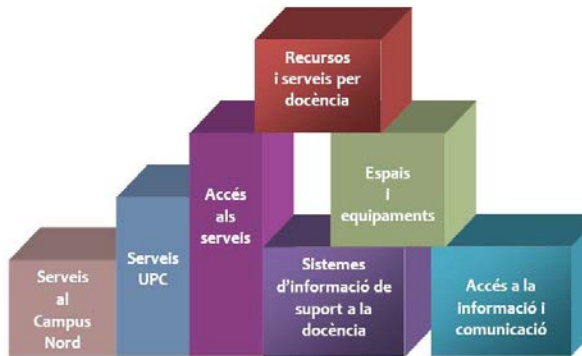 Recursos
i serveis per
docència
Espais
i
equipaments
Accés
als
serveis
Serveis
UPC
Serveis
al
Campus
Nord
Sistemes
d'informació de
suport a la
docència
Accés a la
informació i
comunicació